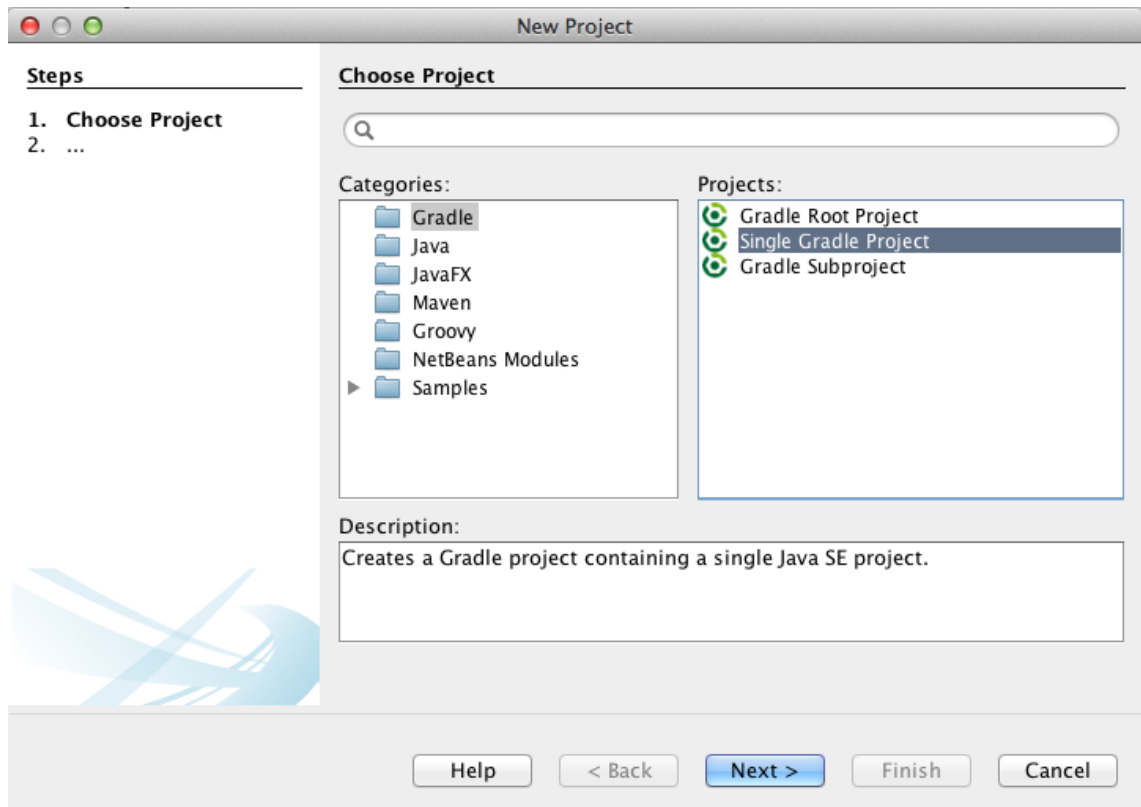 New Project
Steps
1. Choose Project
2. ...
Choose Project
Categories:
Gradle
Java
JavaFX
Maven
Groovy
NetBeans Modules
Samples
Projects:
Gradle Root Project
Single Gradle Project
Gradle Subproject
Description:
Creates a Gradle project containing a single Java SE project.
Help
< Back
Next >
Finish
Cancel